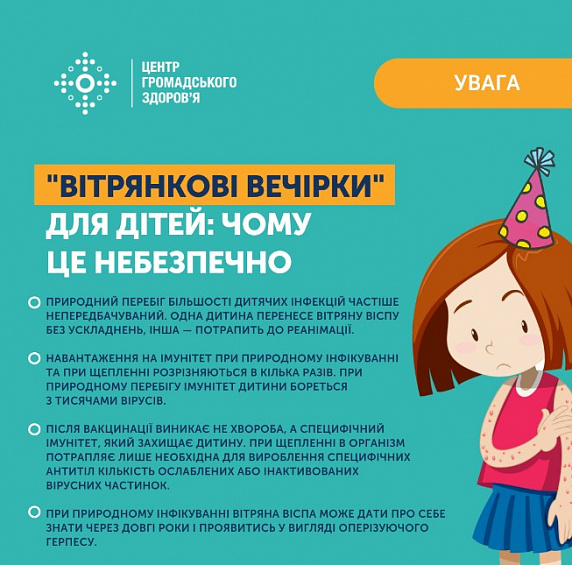 ЦЕНТР
ГРОМАДСЬКОГО
ЗДОРОВ'Я
УВАГА
"ВІТРЯНКОВІ ВЕЧІРКИ"
ДЛЯ ДІТЕЙ: ЧОМУ
ЦЕ НЕБЕЗПЕЧНО
ПРИРОДНИЙ ПЕРЕБІГ БІЛЬШОСТІ ДИТЯЧИХ ІНФЕКЦІЙ ЧАСТІШЕ
НЕПЕРЕДБАЧУВАНИЙ. ОДНА ДИТИНА ПЕРЕНЕСЕ ВІТРЯНУ ВІСПУ
БЕЗ УСКЛАДНЕНЬ, ІНША — ПОТРАПИТЬ ДО РЕАНІМАЦІЇ.
НАВАНТАЖЕННЯ НА ІМУНІТЕТ ПРИ ПРИРОДНОМУ ІНФІКУВАННІ
ТА ПРИ ЩЕПЛЕННІ РОЗРІЗНЯЮТЬСЯ В КІЛЬКА РАЗІВ. ПРИ
ПРИРОДНОМУ ПЕРЕБІГУ ІМУНІТЕТ ДИТИНИ БОРЕТЬСЯ
З ТИСЯЧАМИ ВІРУСІВ.
ПІСЛЯ ВАКЦИНАЦІЇ ВИНИКАЄ НЕ ХВОРОБА, А СПЕЦИФІЧНИЙ
ІМУНІТЕТ, ЯКИЙ ЗАХИЩАЄ ДИТИНУ. ПРИ ЩЕПЛЕННІ В ОРГАНІЗМ
ПОТРАПЛЯЄ ЛИШЕ НЕОБХІДНА ДЛЯ ВИРОБЛЕННЯ СПЕЦИФІЧНИХ
АНТИТІЛ КІЛЬКІСТЬ ОСЛАБЛЕНИХ АБО ІНАКТИВОВАНИХ
ВІРУСНИХ ЧАСТИНОК.
ПРИ ПРИРОДНОМУ ІНФІКУВАННІ ВІТРЯНА ВІСПА МОЖЕ ДАТИ ПРО СЕБЕ
ЗНАТИ ЧЕРЕЗ ДОВГІ РОКИ І ПРОЯВИТИСЬ У ВИГЛЯДІ ОПЕРІЗУЮЧОГО
ГЕРПЕСУ.